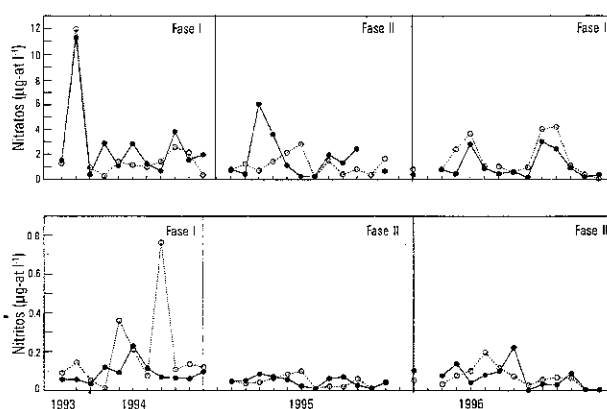 Fase I
Fase II
Fase I
Nitratos (µg-at l⁻¹)
12
10
8
6
4
2
0
Fase I
Fase II
Fase II
Nitritos (µg-at l⁻¹)
0.8
0.6
0.4
0.2
0
1993
1994
1995
1996